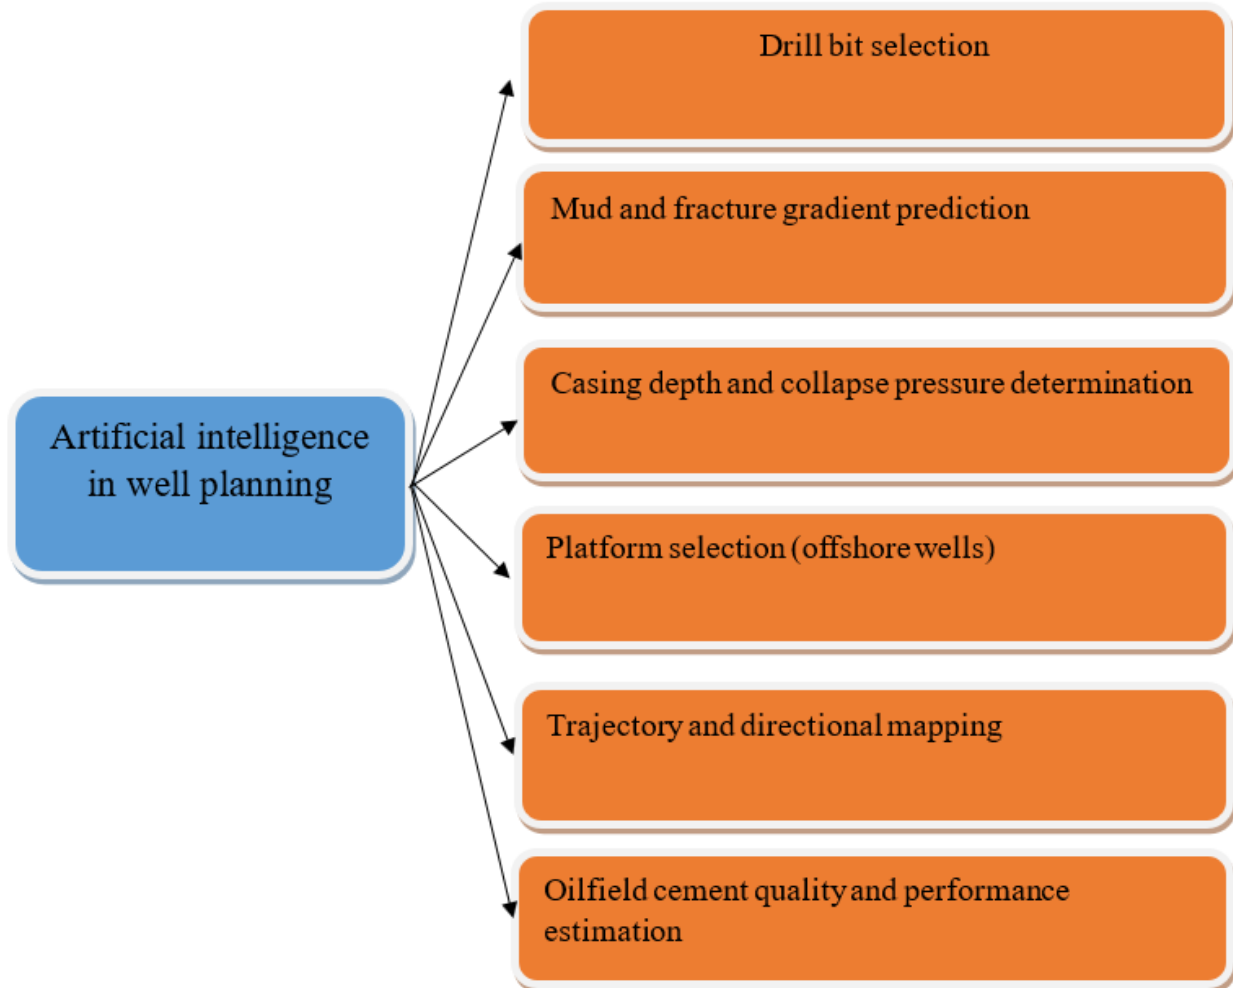 Drill bit selection
Mud and fracture gradient prediction
Casing depth and collapse pressure determination
Artificial intelligence
in well planning
Platform selection (offshore wells)
Trajectory and directional mapping
Oilfield cement quality and performance
estimation